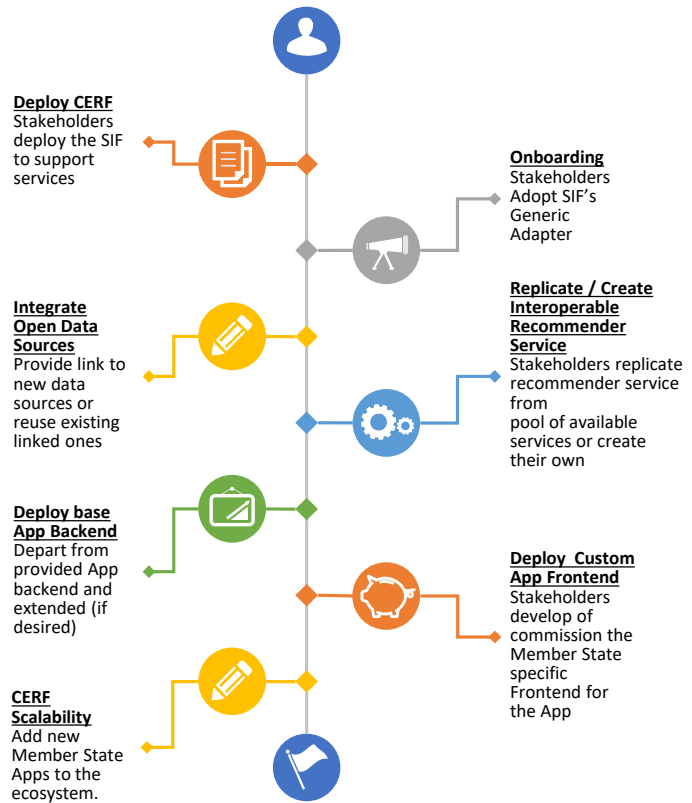 Deploy CERF
Stakeholders
deploy the SIF
to support
services
Onboarding
Stakeholders
Adopt SIF's
Generic
Adapter
Integrate
Open Data
Sources
Provide link to
new data
sources or
reuse existing
linked ones
Replicate / Create
Interoperable
Recommender
Service
Stakeholders replicate
recommender service
from
pool of available
services or create
their own
Deploy base
App Backend
Depart from
provided App
backend and
extended (if
desired)
Deploy Custom
App Frontend
Stakeholders
develop of
commission the
Member State
specific
Frontend for
the App
CERF
Scalability
Add new
Member State
Apps to the
ecosystem.